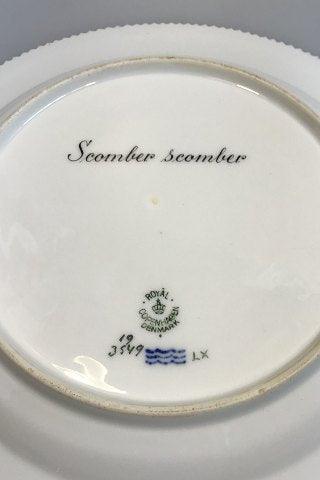 Scomber scomber
ROYAL
COPENHAGEN
DENMARK
19
3549 LX